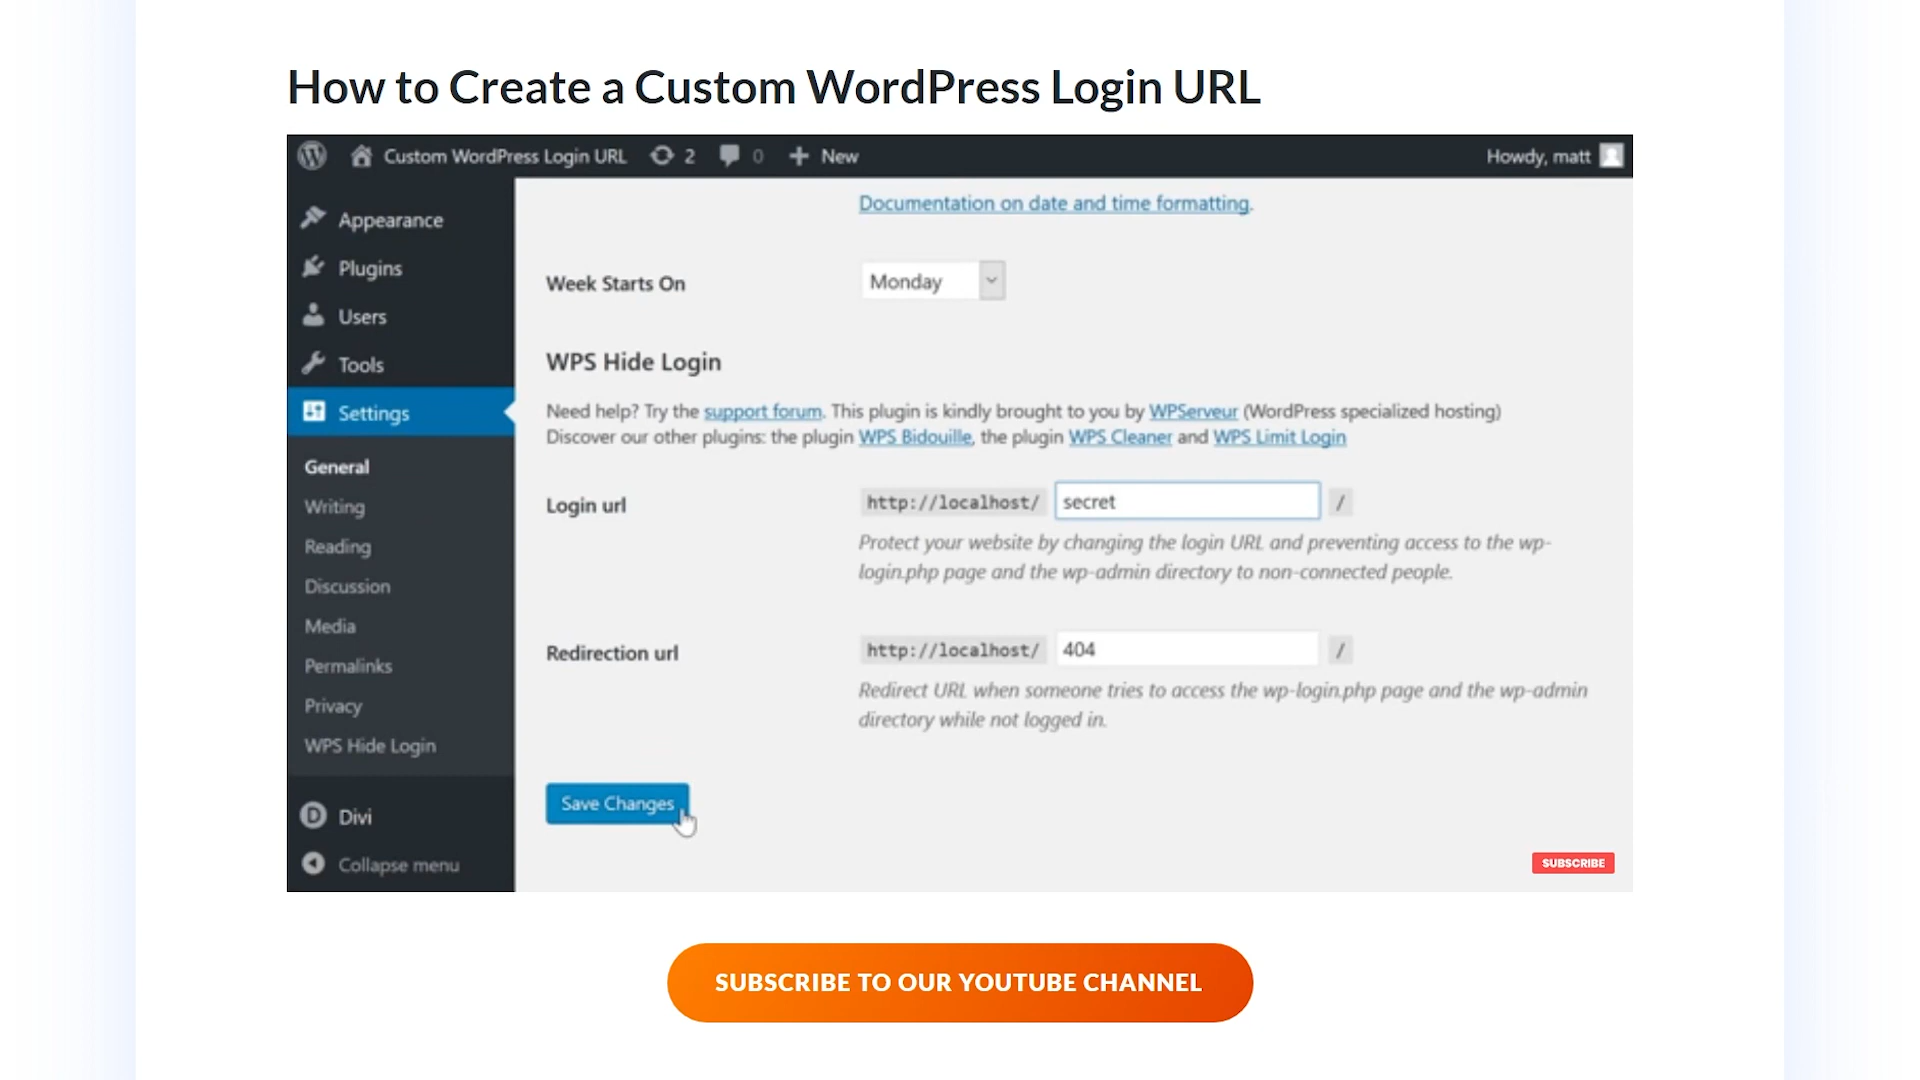 How to Create a Custom WordPress Login URL
Custom WordPress Login URL 2 0 New Howdy, matt
Appearance
Plugins
Users
Tools
Settings
General
Writing
Reading
Discussion
Media
Permalinks
Privacy
WPS Hide Login
Divi
Collapse menu
Documentation on date and time formatting.
Week Starts On Monday
WPS Hide Login
Need help? Try the support forum. This plugin is kindly brought to you by WPServeur (WordPress specialized hosting)
Discover our other plugins: the plugin WPS Bidouille, the plugin WPS Cleaner and WPS Limit Login
Login url http://localhost/ secret /
Protect your website by changing the login URL and preventing access to the wp-
login.php page and the wp-admin directory to non-connected people.
Redirection url http://localhost/ 404 /
Redirect URL when someone tries to access the wp-login.php page and the wp-admin
directory while not logged in.
Save Changes
SUBSCRIBE
SUBSCRIBE TO OUR YOUTUBE CHANNEL